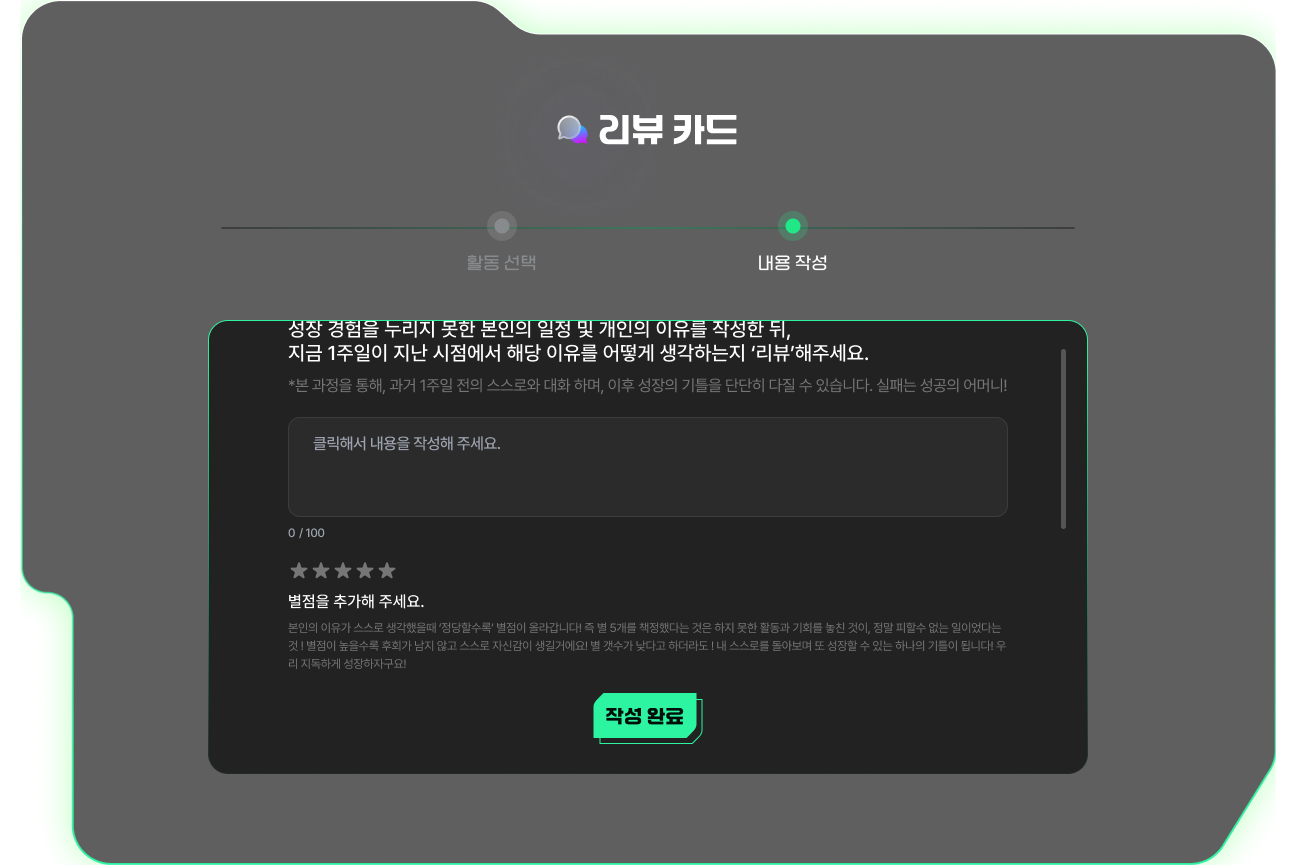 리뷰 카드
활동 선택
내용 작성
성장 경험을 누리지 못한 본인의 일정 및 개인의 이유를 작성한 뒤,
지금 1주일이 지난 시점에서 해당 이유를 어떻게 생각하는지 ‘리뷰’해주세요.
*본 과정을 통해, 과거 1주일 전의 스스로와 대화 하며, 이후 성장의 기틀을 단단히 다질 수 있습니다. 실패는 성공의 어머니!
클릭해서 내용을 작성해 주세요.
0 / 100
별점을 추가해 주세요.
본인의 이유가 스스로 생각했을때 ‘정당할수록’ 별점이 올라갑니다! 즉 별 5개를 책정했다는 것은 하지 못한 활동과 기회를 놓친 것이, 정말 피할수 없는 일이었다는
것 ! 별점이 높을수록 후회가 남지 않고 스스로 자신감이 생길거에요! 별 갯수가 낮다고 하더라도 ! 내 스스로를 돌아보며 또 성장할 수 있는 하나의 기틀이 됩니다! 우
리 지독하게 성장하자구요!
작성 완료